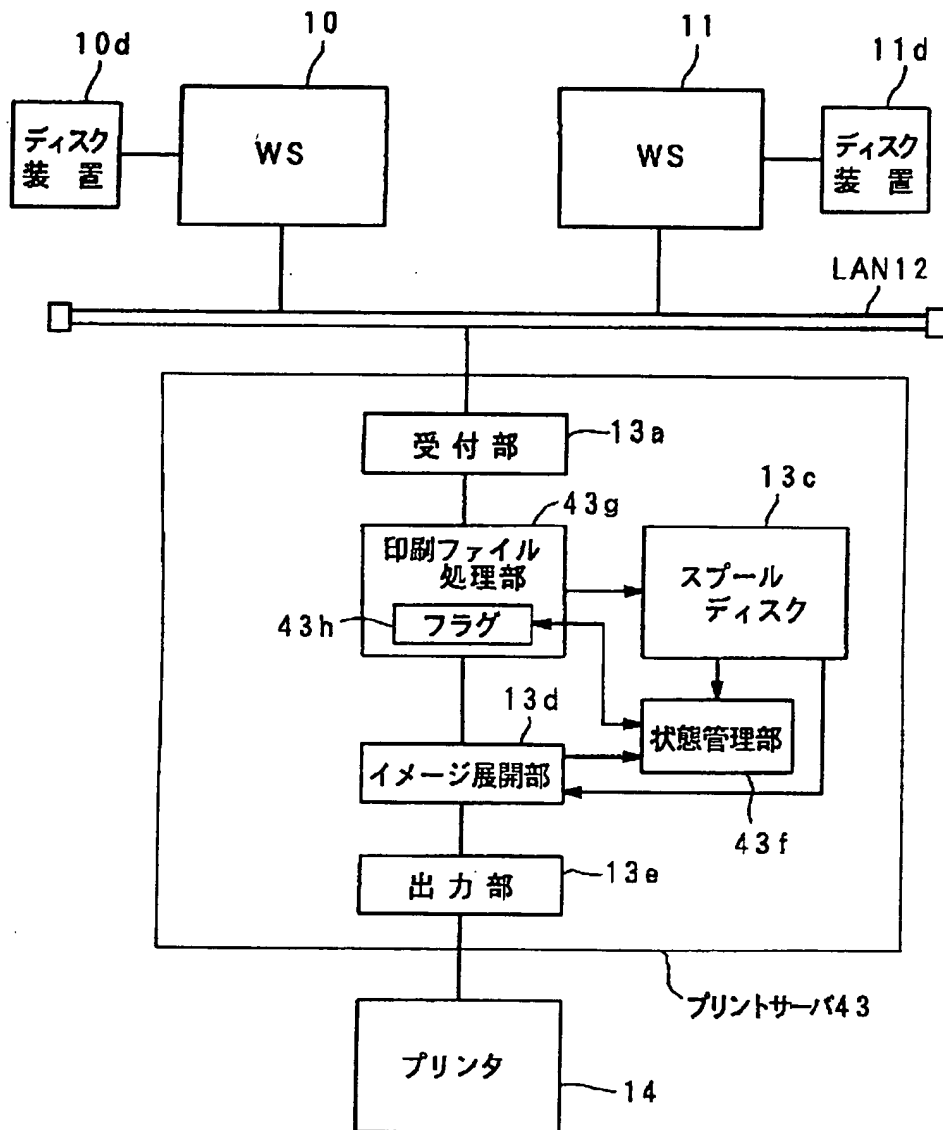 10d
10
11
11d
ディスク
装置
WS
WS
ディスク
装置
LAN12
受付部
13a
43g
13c
印刷ファイル
処理部
スプール
ディスク
43h
フラグ
13d
状態管理部
イメージ展開部
43f
出力部
13e
プリントサーバ43
プリンタ
14